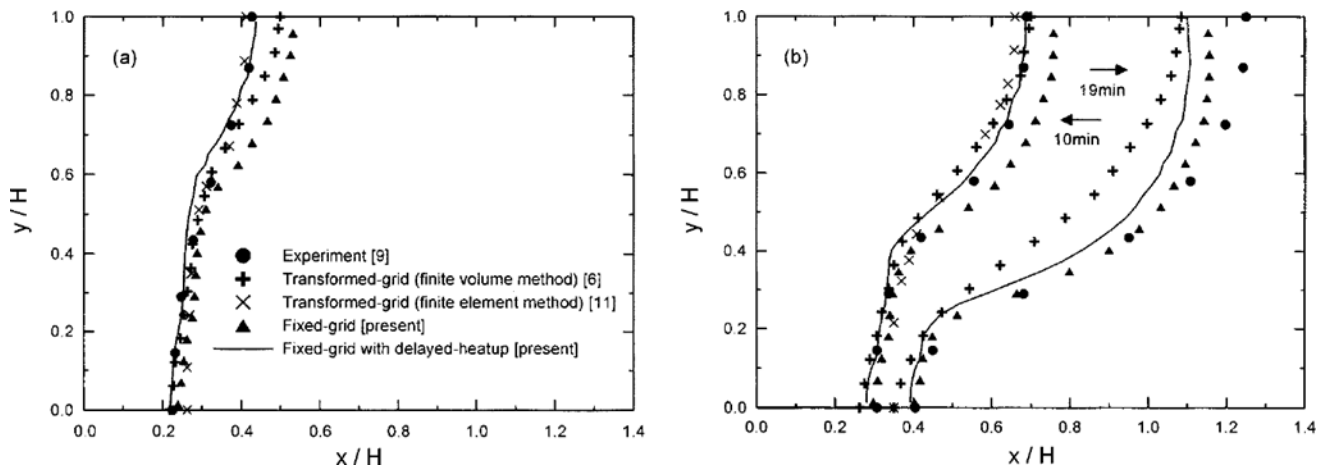 (a)
y / H
1.0
0.8
0.6
0.4
0.2
0.0
Experiment [9]
Transformed-grid (finite volume method) [6]
Transformed-grid (finite element method) [11]
Fixed-grid [present]
Fixed-grid with delayed-heatup [present]
0.0 0.2 0.4 0.6 0.8 1.0 1.2 1.4
x / H
(b)
y / H
1.0
0.8
0.6
0.4
0.2
0.0
19min
10min
0.0 0.2 0.4 0.6 0.8 1.0 1.2 1.4
x / H